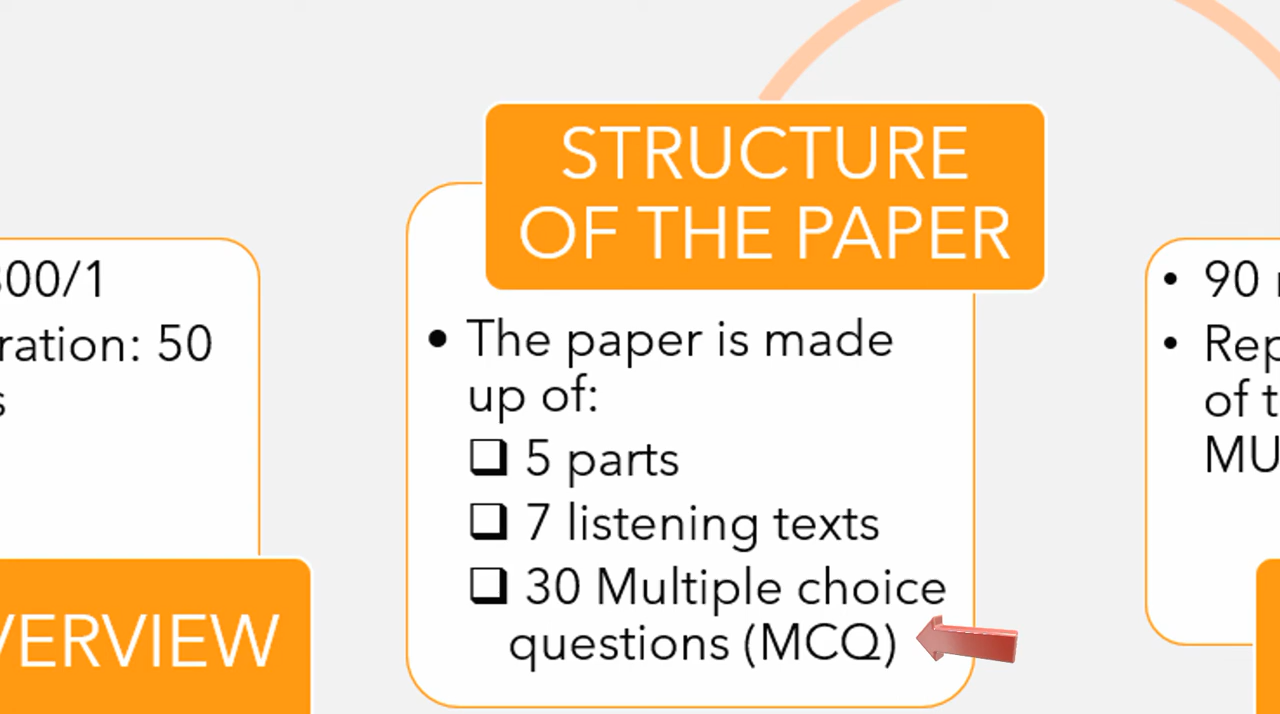 00/1
ration: 50
s
VERVIEW
STRUCTURE
OF THE PAPER
• The paper is made
up of:
❑ 5 parts
❑ 7 listening texts
❑ 30 Multiple choice
questions (MCQ)
• 90
• Rep
of t
MU